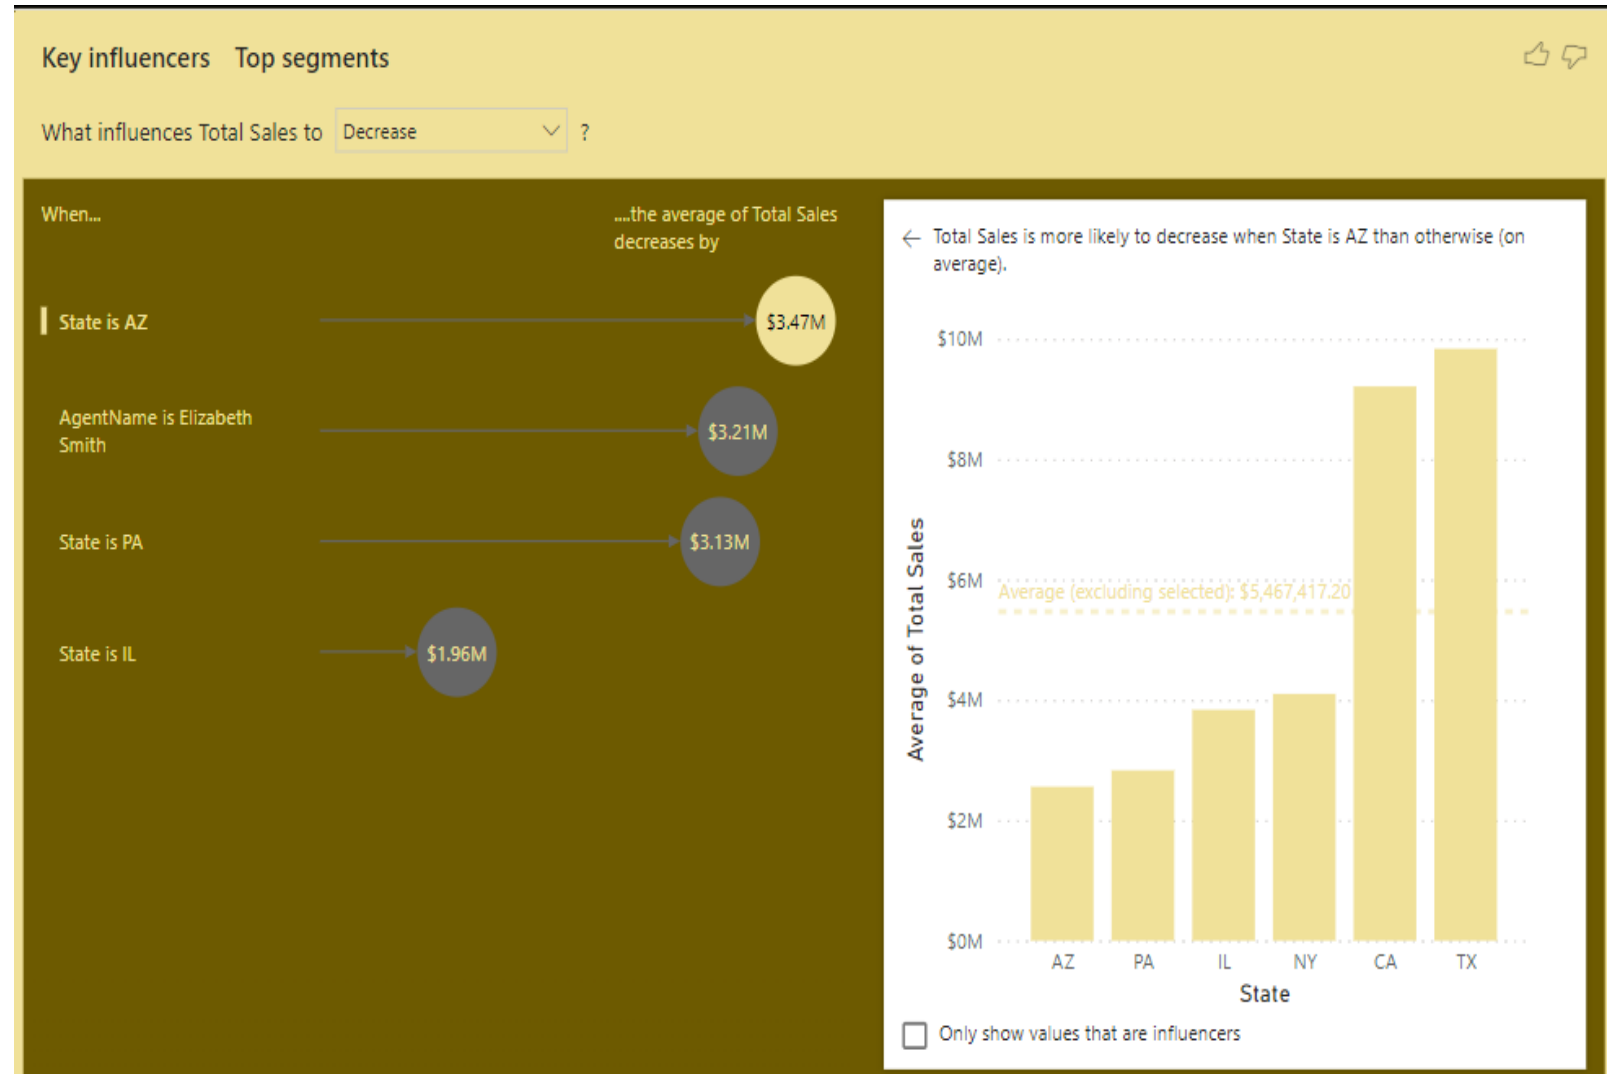 Key influencers Top segments
What influences Total Sales to Decrease ?
When...
....the average of Total Sales
decreases by
State is AZ
$3.47M
AgentName is Elizabeth
Smith
$3.21M
State is PA
$3.13M
State is IL
$1.96M
← Total Sales is more likely to decrease when State is AZ than otherwise (on
average).
Average of Total Sales
$10M
$8M
$6M
Average (excluding selected): $5,467,417.20
$4M
$2M
$0M
AZ PA IL NY CA TX
State
Only show values that are influencers